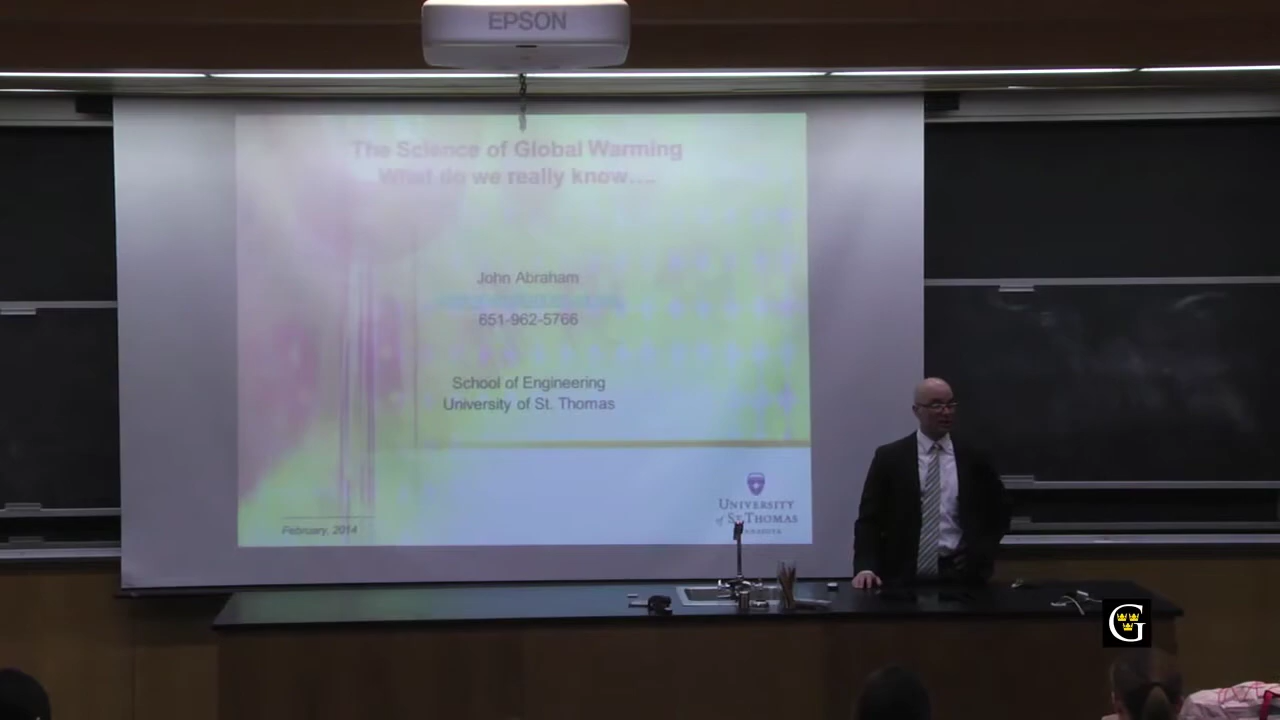 EPSON
The Science of Global Warming
What do we really know....
John Abraham
651-962-5766
School of Engineering
University of St. Thomas
February, 2014
UNIVERSITY
of ST. THOMAS
G